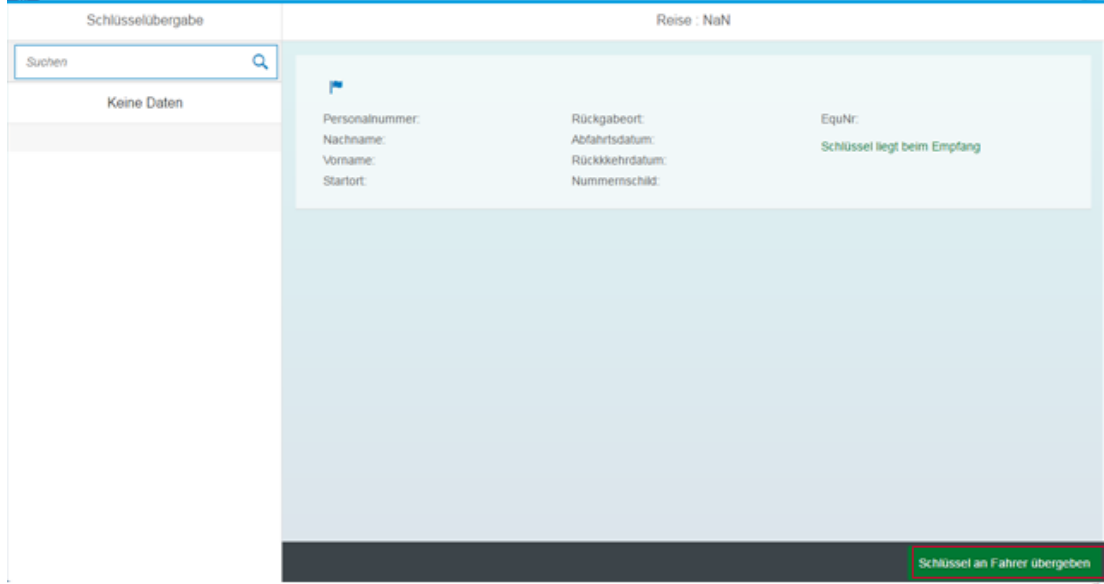 Schlüsselübergabe
Reise : NaN
Suchen
Keine Daten
Personalnummer:
Nachname:
Vorname:
Startort:
Rückgabeort:
Abfahrtsdatum:
Rückkkehrdatum:
Nummernschild:
EquNr:
Schlüssel liegt beim Empfang
Schlüssel an Fahrer übergeben